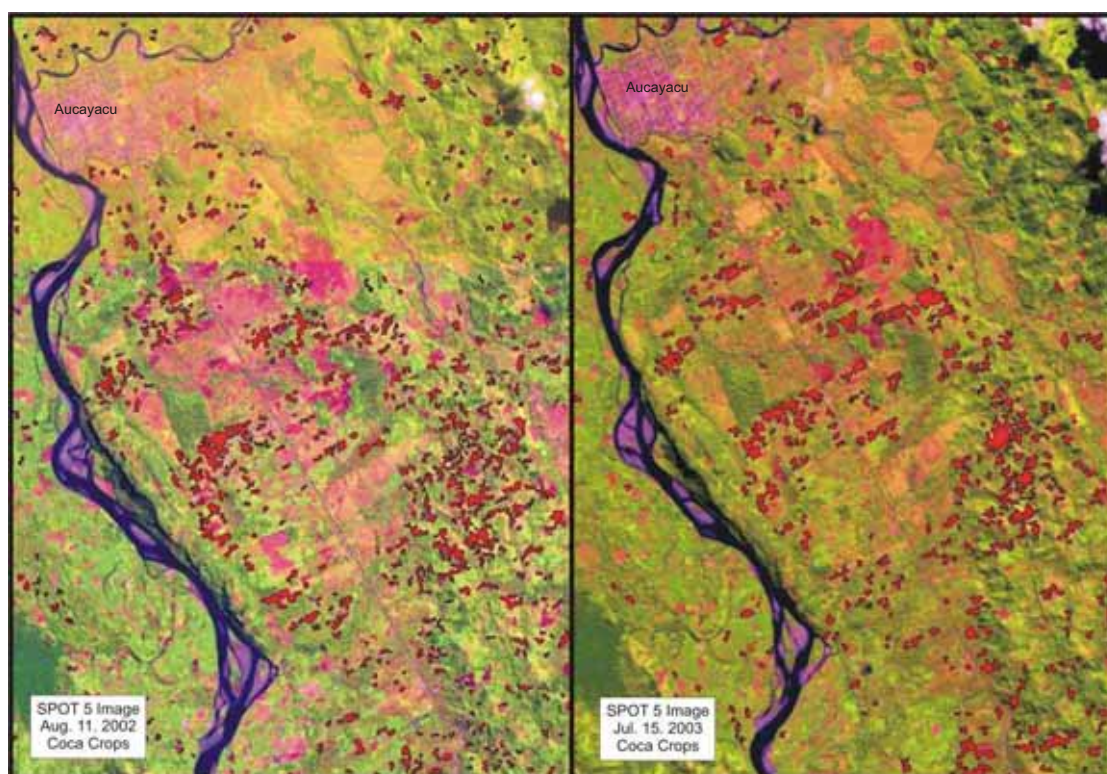 Aucayacu
SPOT 5 Image
Aug. 11. 2002
Coca Crops
Aucayacu
SPOT 5 Image
Jul. 15. 2003
Coca Crops